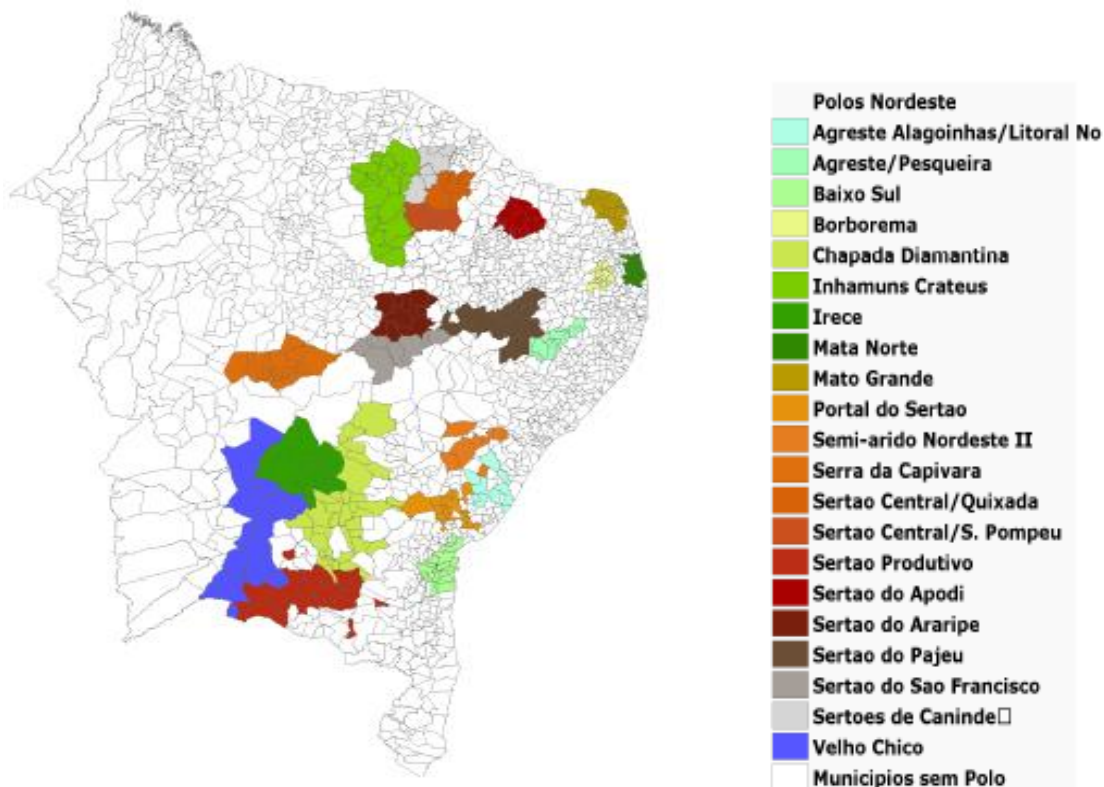 Polos Nordeste
Agreste Alagoinhas/Litoral No
Agreste/Pesqueira
Baixo Sul
Borborema
Chapada Diamantina
Inhamuns Crateus
Irece
Mata Norte
Mato Grande
Portal do Sertao
Semi-arido Nordeste II
Serra da Capivara
Sertao Central/Quixada
Sertao Central/S. Pompeu
Sertao Produtivo
Sertao do Apodi
Sertao do Araripe
Sertao do Pajeu
Sertao do Sao Francisco
Sertoes de Caninde□
Velho Chico
Municipios sem Polo